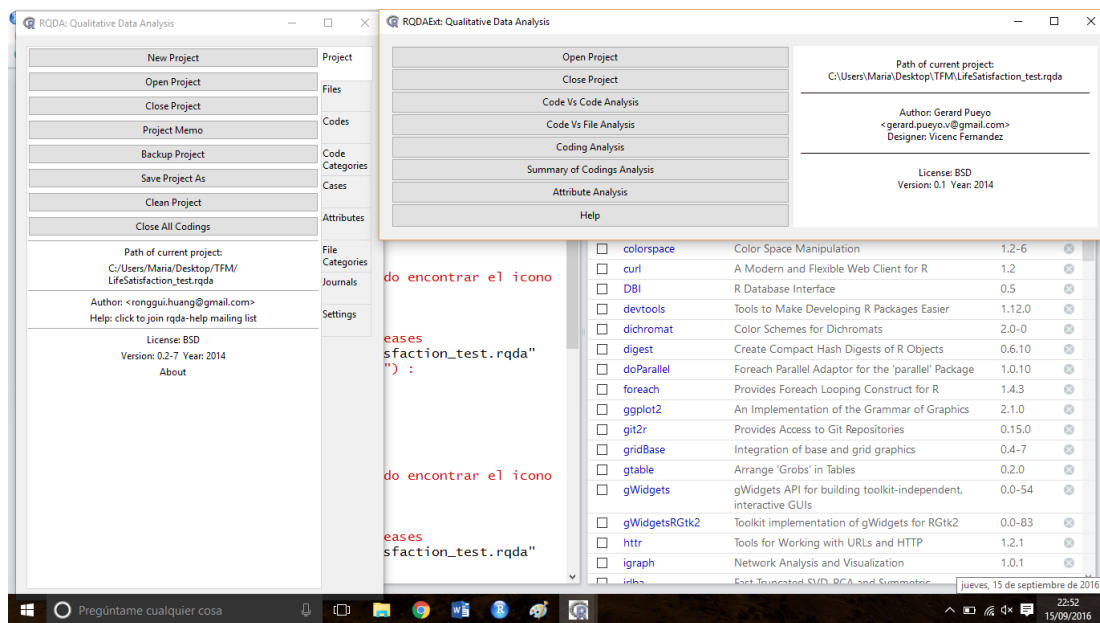 RQDA: Qualitative Data Analysis
New Project
Open Project
Close Project
Project Memo
Backup Project
Save Project As
Clean Project
Close All Codings
Path of current project:
C:/Users/Maria/Desktop/TFM/
LifeSatisfaction_test.rqda
Author: <ronggui.huang@gmail.com>
Help: click to join rqda-help mailing list
License: BSD
Version: 0.2-7 Year: 2014
About
Project
Files
Codes
Code
Categories
Cases
Attributes
File
Categories
Journals
Settings
RQDAExt: Qualitative Data Analysis
Open Project
Close Project
Code Vs Code Analysis
Code Vs File Analysis
Coding Analysis
Summary of Codings Analysis
Attribute Analysis
Help
Path of current project:
C:\Users\Maria\Desktop\TFM\LifeSatisfaction_test.rqda
Author: Gerard Pueyo
<gerard.pueyo.v@gmail.com>
Designer: Vicenc Fernandez
License: BSD
Version: 0.1 Year: 2014
do encontrar el icono
eases
sfaction_test.rqda"
") :
do encontrar el icono
eases
sfaction_test.rqda"
colorspace Color Space Manipulation 1.2-6
curl A Modern and Flexible Web Client for R 1.2
DBI R Database Interface 0.5
devtools Tools to Make Developing R Packages Easier 1.12.0
dichromat Color Schemes for Dichromats 2.0-0
digest Create Compact Hash Digests of R Objects 0.6.10
doParallel Foreach Parallel Adaptor for the 'parallel' Package 1.0.10
foreach Provides Foreach Looping Construct for R 1.4.3
ggplot2 An Implementation of the Grammar of Graphics 2.1.0
git2r Provides Access to Git Repositories 0.15.0
gridBase Integration of base and grid graphics 0.4-7
gtable Arrange 'Grobs' in Tables 0.2.0
gWidgets gWidgets API for building toolkit-independent, 0.0-54
interactive GUIs
gWidgetsRGtk2 Toolkit implementation of gWidgets for RGtk2 0.0-83
httr Tools for Working with URLs and HTTP 1.2.1
igraph Network Analysis and Visualization 1.0.1
irlba Fast Truncated SVD, PCA and Symmetric
jueves, 15 de septiembre de 2016
Pregúntame cualquier cosa
22:52
15/09/2016